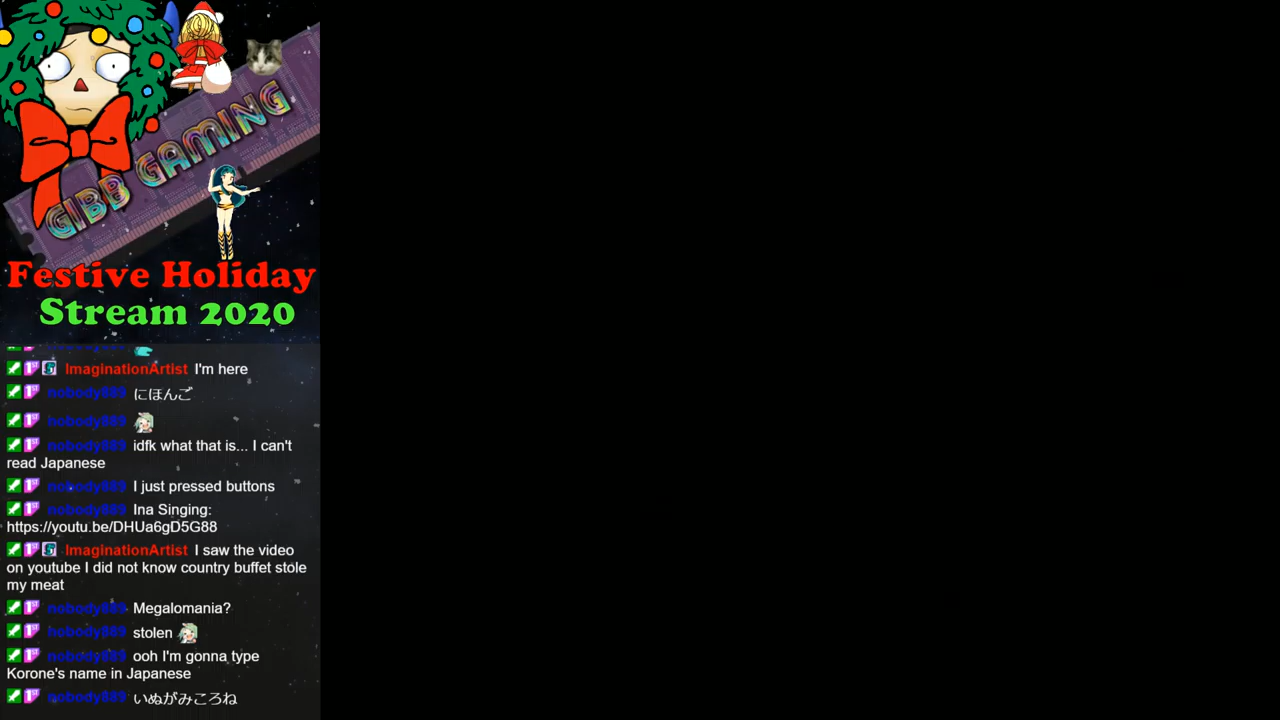 GIBB GAMING
Festive Holiday
Stream 2020
ImaginationArtist I'm here
nobody889 にほんご
nobody889
nobody889 idfk what that is... I can't
read Japanese
nobody889 I just pressed buttons
nobody889 Ina Singing:
https://youtu.be/DHUa6gD5G88
ImaginationArtist I saw the video
on youtube I did not know country buffet stole
my meat
nobody889 Megalomania?
nobody889 stolen
nobody889 ooh I'm gonna type
Korone's name in Japanese
nobody889 いぬがみころね